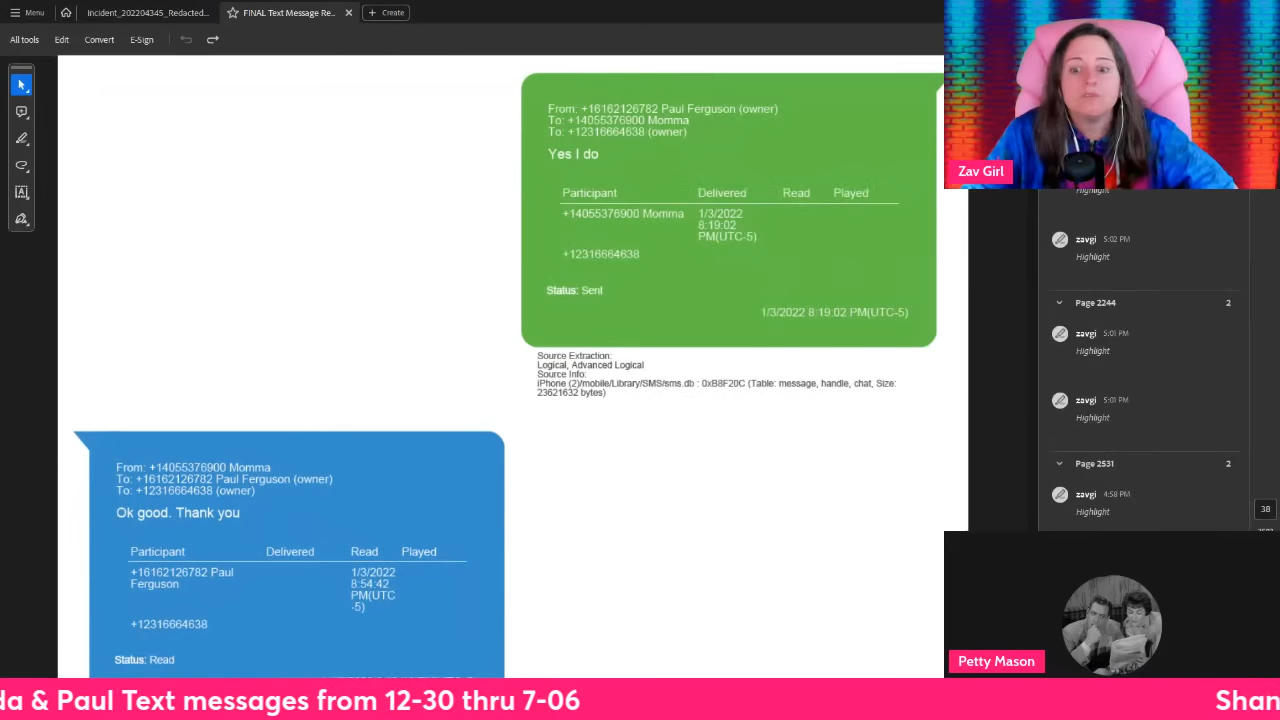 Menu
Incident_202204345_Redacted...
FINAL Text Message Re...
Create
All tools
Edit
Convert
E-Sign
From: +16162126782 Paul Ferguson (owner)
To: +14055376900 Momma
To: +12316664638 (owner)
Yes I do
Participant Delivered Read Played
+14055376900 Momma 1/3/2022
8:19:02
PM(UTC-5)
+12316664638
Status: Sent
1/3/2022 8:19:02 PM(UTC-5)
Source Extraction:
Logical, Advanced Logical
Source Info:
iPhone (2)/mobile/Library/SMS/sms.db : 0xB8F20C (Table: message, handle, chat, Size:
23621632 bytes)
From: +14055376900 Momma
To: +16162126782 Paul Ferguson (owner)
To: +12316664638 (owner)
Ok good. Thank you
Participant Delivered Read Played
+16162126782 Paul
Ferguson
1/3/2022
8:54:42
PM(UTC
-5)
+12316664638
Status: Read
Zav Girl
Highlight
zavgi 5:02 PM
Highlight
Page 2244 2
zavgi 5:01 PM
Highlight
zavgi 5:01 PM
Highlight
Page 2531 2
zavgi 4:58 PM
Highlight
38
Petty Mason
da & Paul Text messages from 12-30 thru 7-06
Shan